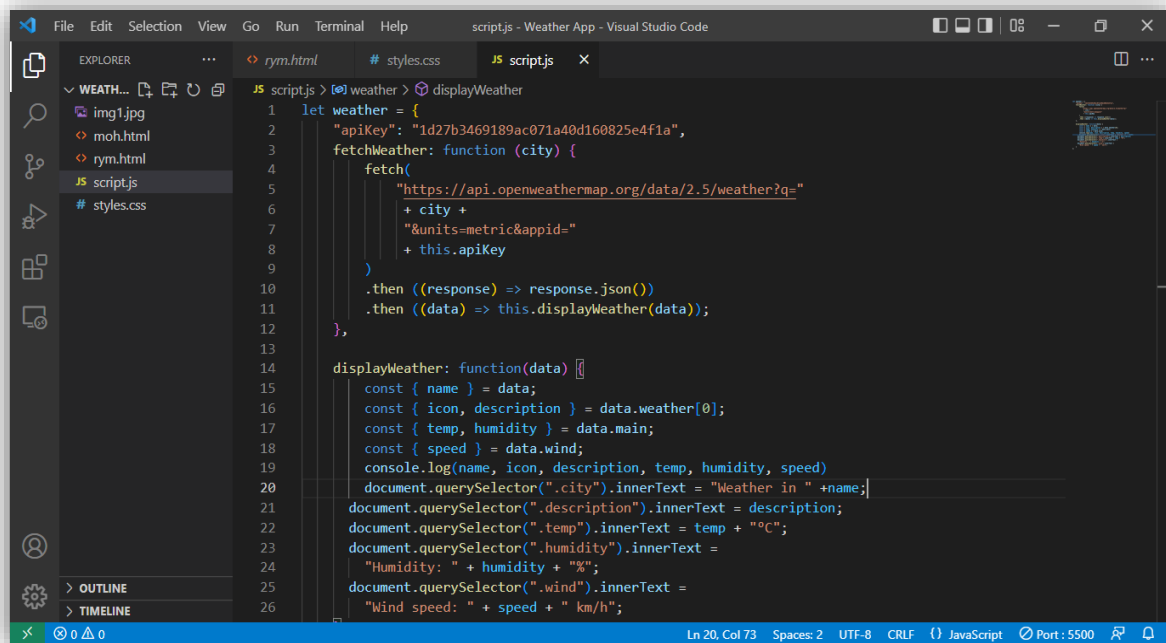 File Edit Selection View Go Run Terminal Help script.js - Weather App - Visual Studio Code
EXPLORER
WEATH...
img1.jpg
<> moh.html
<> rym.html
JS script.js
# styles.css
OUTLINE
TIMELINE
<> rym.html # styles.css JS script.js
JS script.js > weather > displayWeather
1 let weather = {
2 "apiKey": "1d27b3469189ac071a40d160825e4f1a",
3 fetchWeather: function (city) {
4 fetch(
5 "https://api.openweathermap.org/data/2.5/weather?q="
6 + city +
7 "&units=metric&appid="
8 + this.apiKey
9 )
10 .then ((response) => response.json())
11 .then ((data) => this.displayWeather(data));
12 },
13
14 displayWeather: function(data) {
15 const { name } = data;
16 const { icon, description } = data.weather[0];
17 const { temp, humidity } = data.main;
18 const { speed } = data.wind;
19 console.log(name, icon, description, temp, humidity, speed)
20 document.querySelector(".city").innerText = "Weather in " +name;
21 document.querySelector(".description").innerText = description;
22 document.querySelector(".temp").innerText = temp + "°C";
23 document.querySelector(".humidity").innerText =
24 "Humidity: " + humidity + "%";
25 document.querySelector(".wind").innerText =
26 "Wind speed: " + speed + " km/h";
0 0 Ln 20, Col 73 Spaces: 2 UTF-8 CRLF {} JavaScript Port : 5500